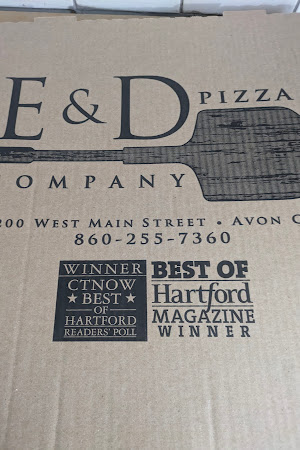 E & D PIZZA
OMPANY
200 WEST MAIN STREET • AVON C
860-255-7360
WINNER
CTNOW
★ BEST ★
OF
HARTFORD
READERS' POLL
BEST OF
Hartford
MAGAZINE
WINNER